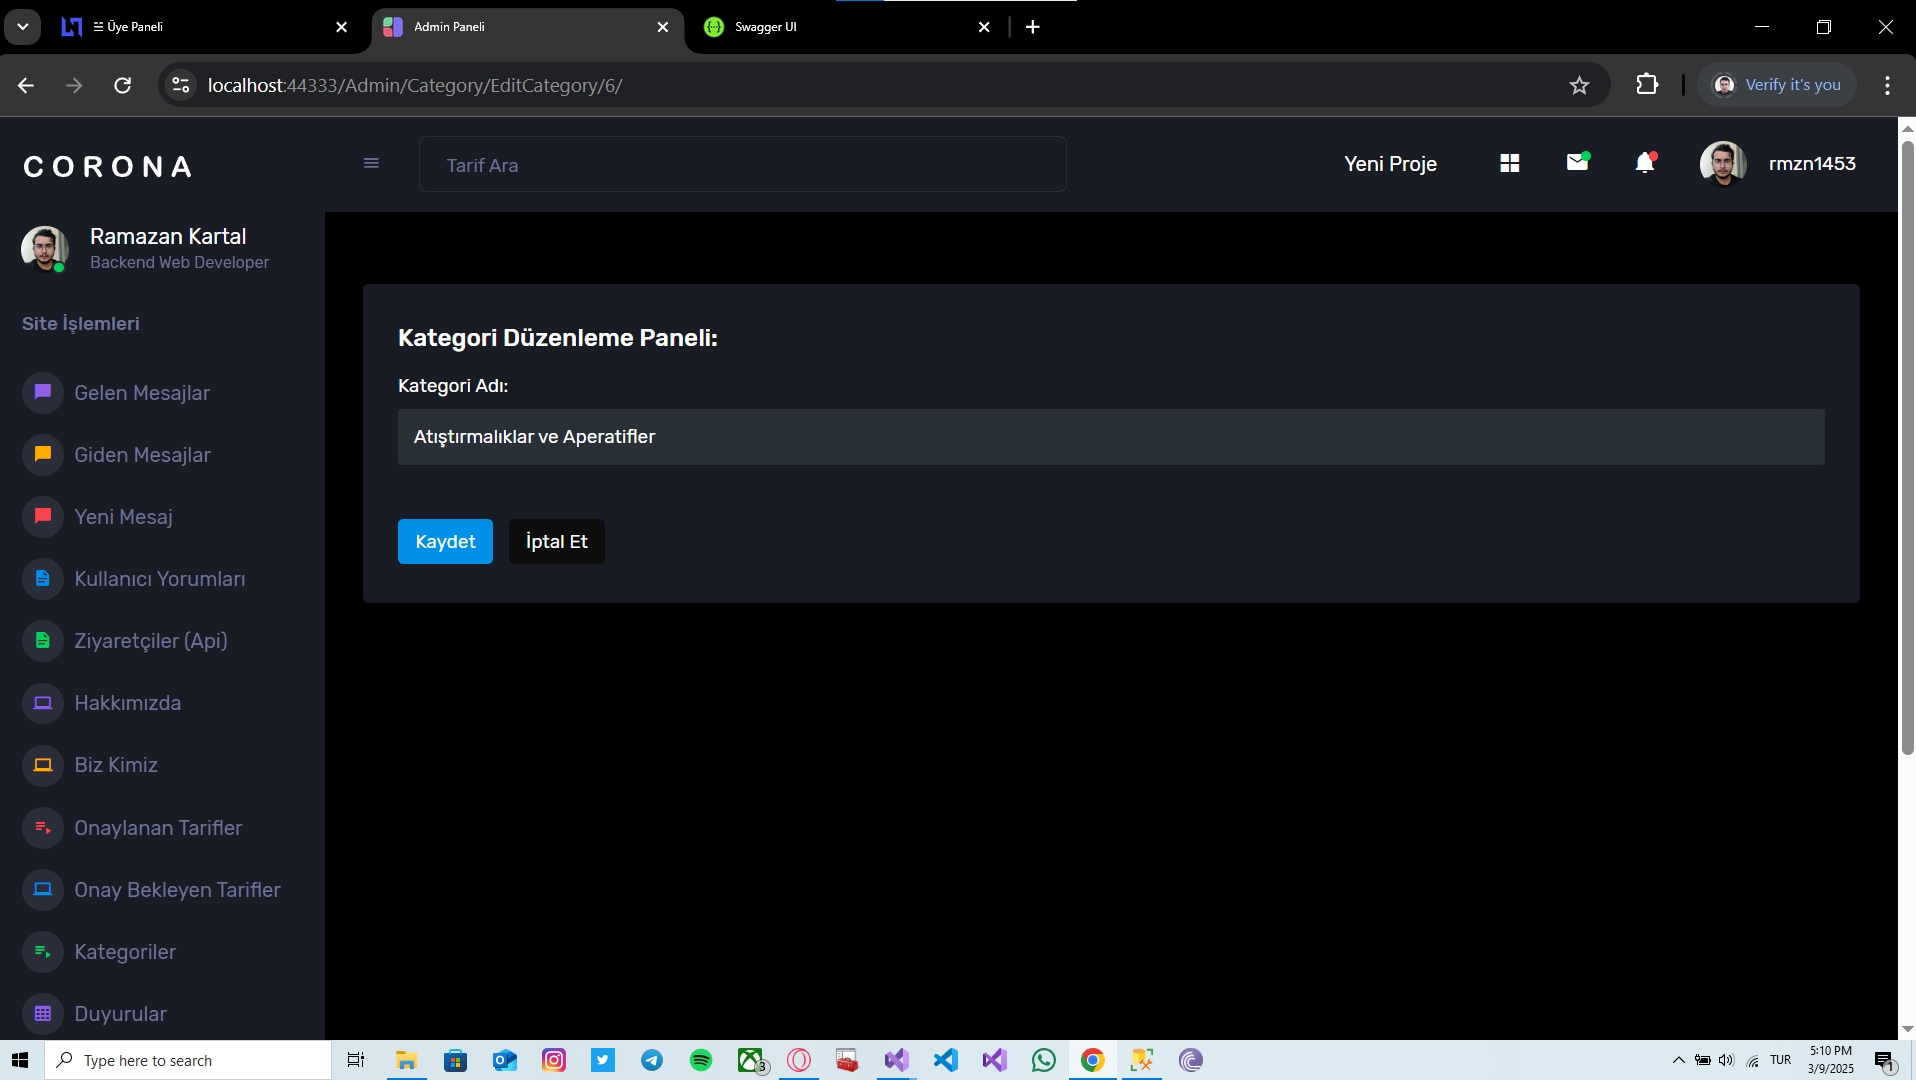 Üye Paneli
Admin Paneli
Swagger UI
localhost:44333/Admin/Category/EditCategory/6/
Verify it's you
CORONA
Tarif Ara
Yeni Proje
rmzn1453
Ramazan Kartal
Backend Web Developer
Site İşlemleri
Gelen Mesajlar
Giden Mesajlar
Yeni Mesaj
Kullanıcı Yorumları
Ziyaretçiler (Api)
Hakkımızda
Biz Kimiz
Onaylanan Tarifler
Onay Bekleyen Tarifler
Kategoriler
Duyurular
Kategori Düzenleme Paneli:
Kategori Adı:
Atıştırmalıklar ve Aperatifler
Kaydet
İptal Et
Type here to search
3
TUR
5:10 PM
3/9/2025
1